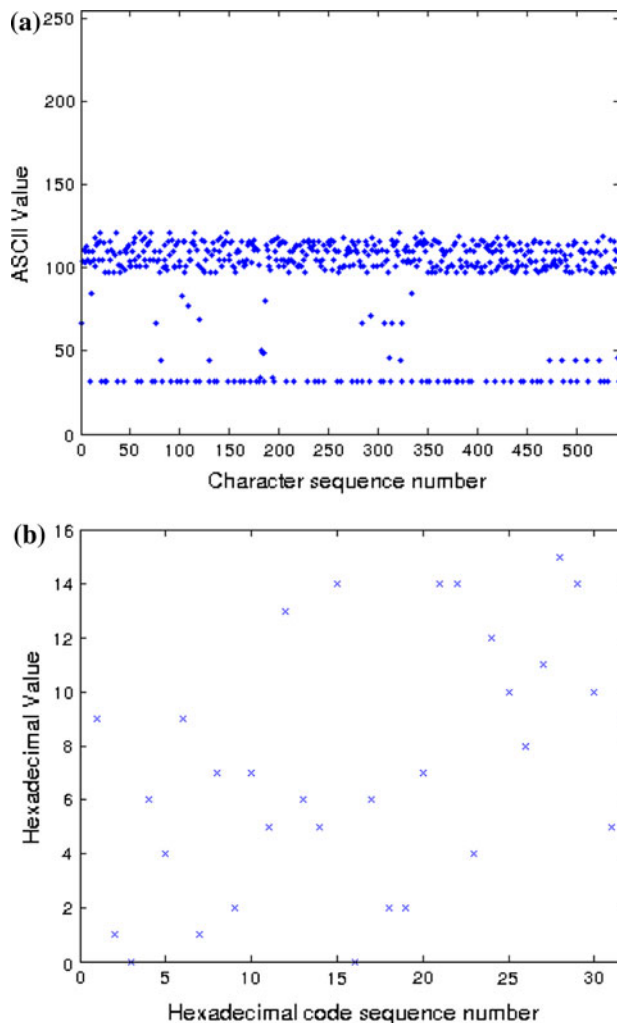 (a)
250
200
150
100
50
0
0 50 100 150 200 250 300 350 400 450 500
ASCII Value
Character sequence number
(b)
16
14
12
10
8
6
4
2
0
0 5 10 15 20 25 30
Hexadecimal Value
Hexadecimal code sequence number